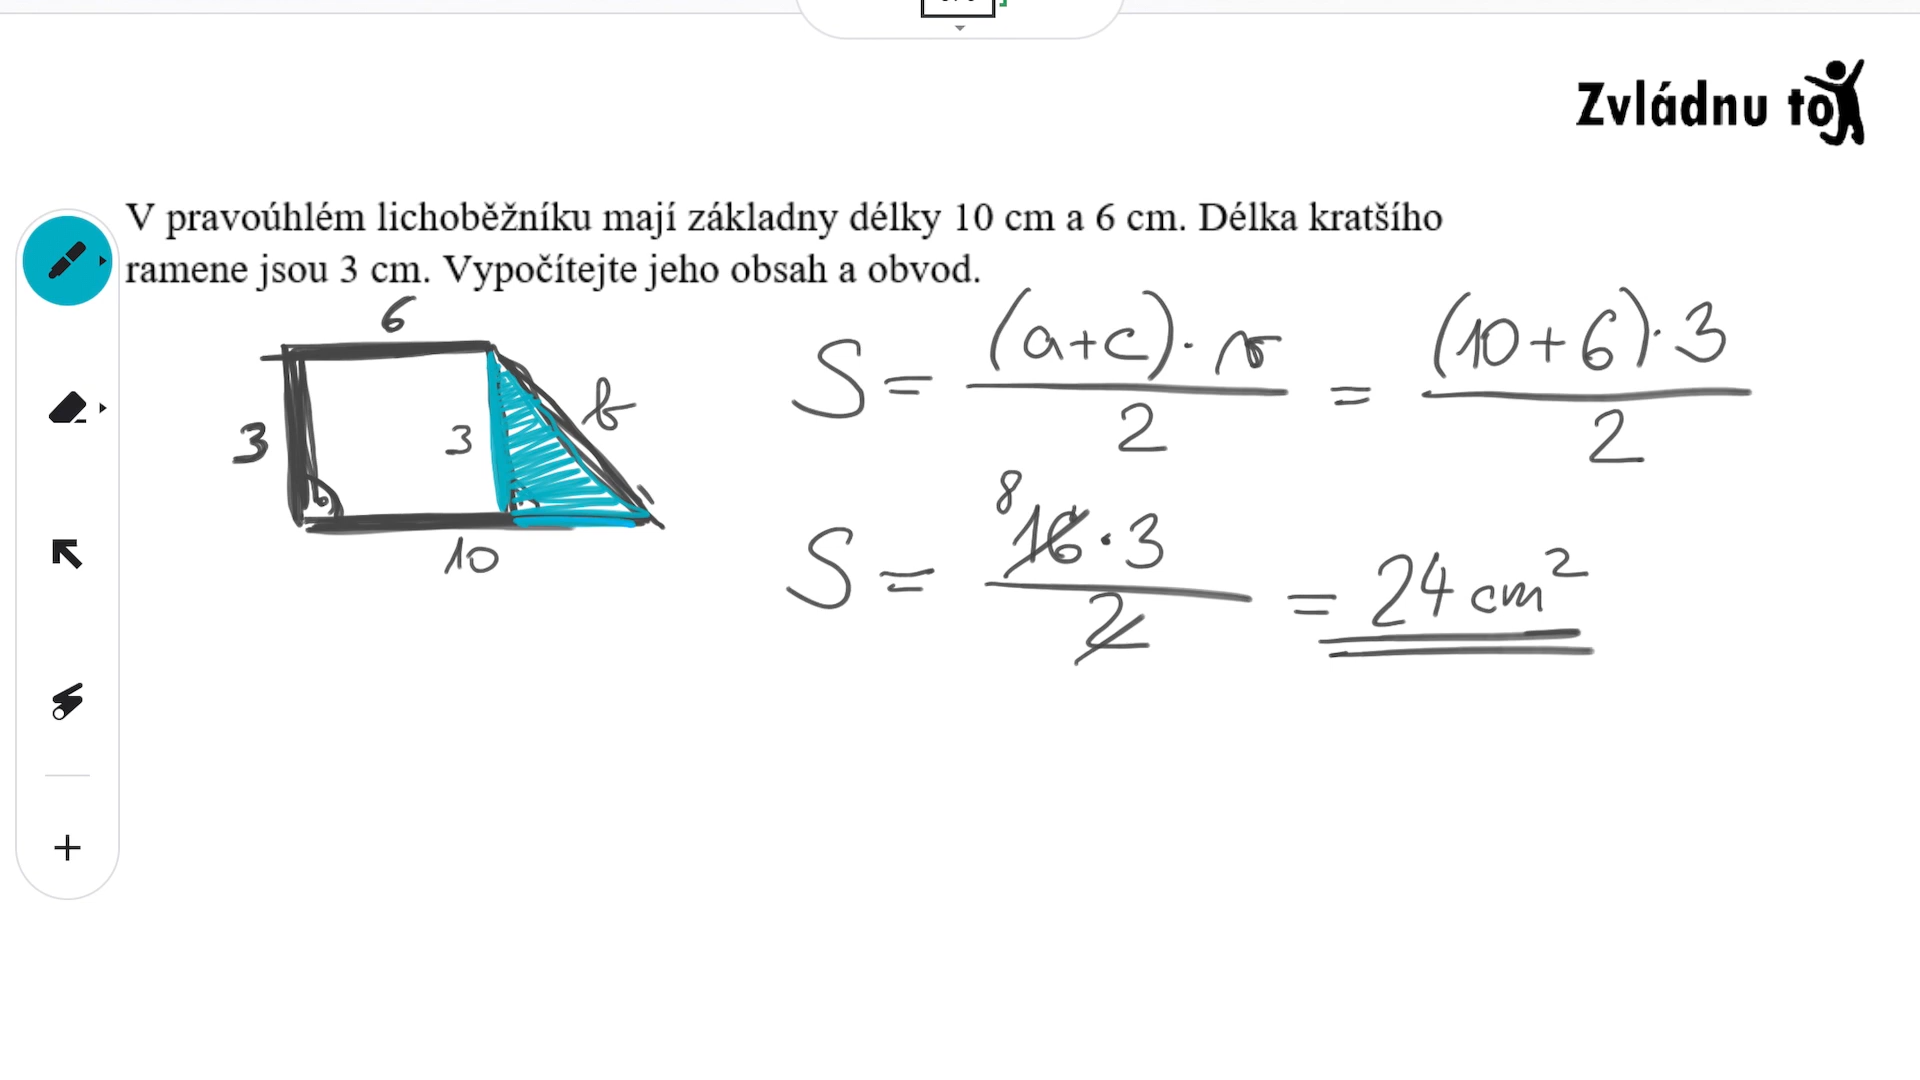 Zvládnu to
V pravoúhlém lichoběžníku mají základny délky 10 cm a 6 cm. Délka kratšího
ramene jsou 3 cm. Vypočítejte jeho obsah a obvod.
6
3
3
b
10
S = (a+c)·v / 2 = (10+6)·3 / 2
8
S = 16·3 / 2 = 24 cm²